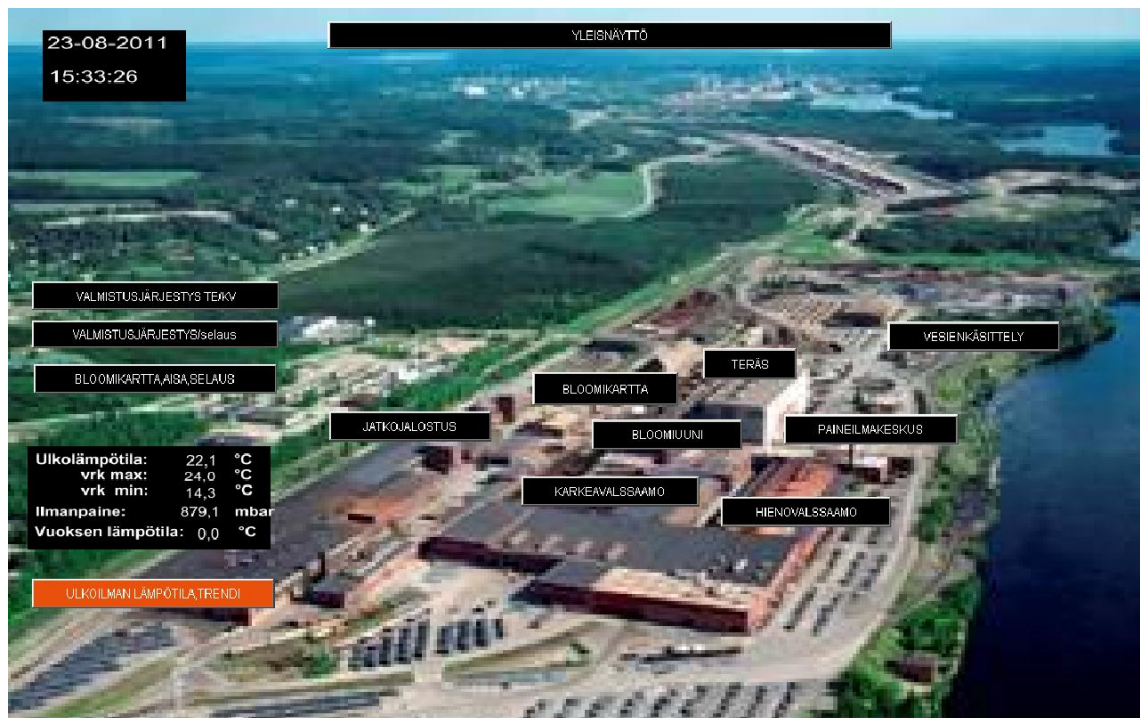 23-08-2011
15:33:26
YLEISNÄYTTÖ
VALMISTUSJÄRJESTYS TE/KV
VALMISTUSJÄRJESTYS/selaus
BLOOMIKARTTA,AISA,SELAUS
VESIENKÄSITTELY
TERÄS
BLOOMIKARTTA
JATKOJALOSTUS
BLOOMIUUNI
PAINEILMAKESKUS
KARKEAVALSSAAMO
HIENOVALSSAAMO
Ulkolämpötila: 22,1 °C
vrk max: 24,0 °C
vrk min: 14,3 °C
Ilmanpaine: 879,1 mbar
Vuoksen lämpötila: 0,0 °C
ULKOILMAN LÄMPÖTILA,TRENDI